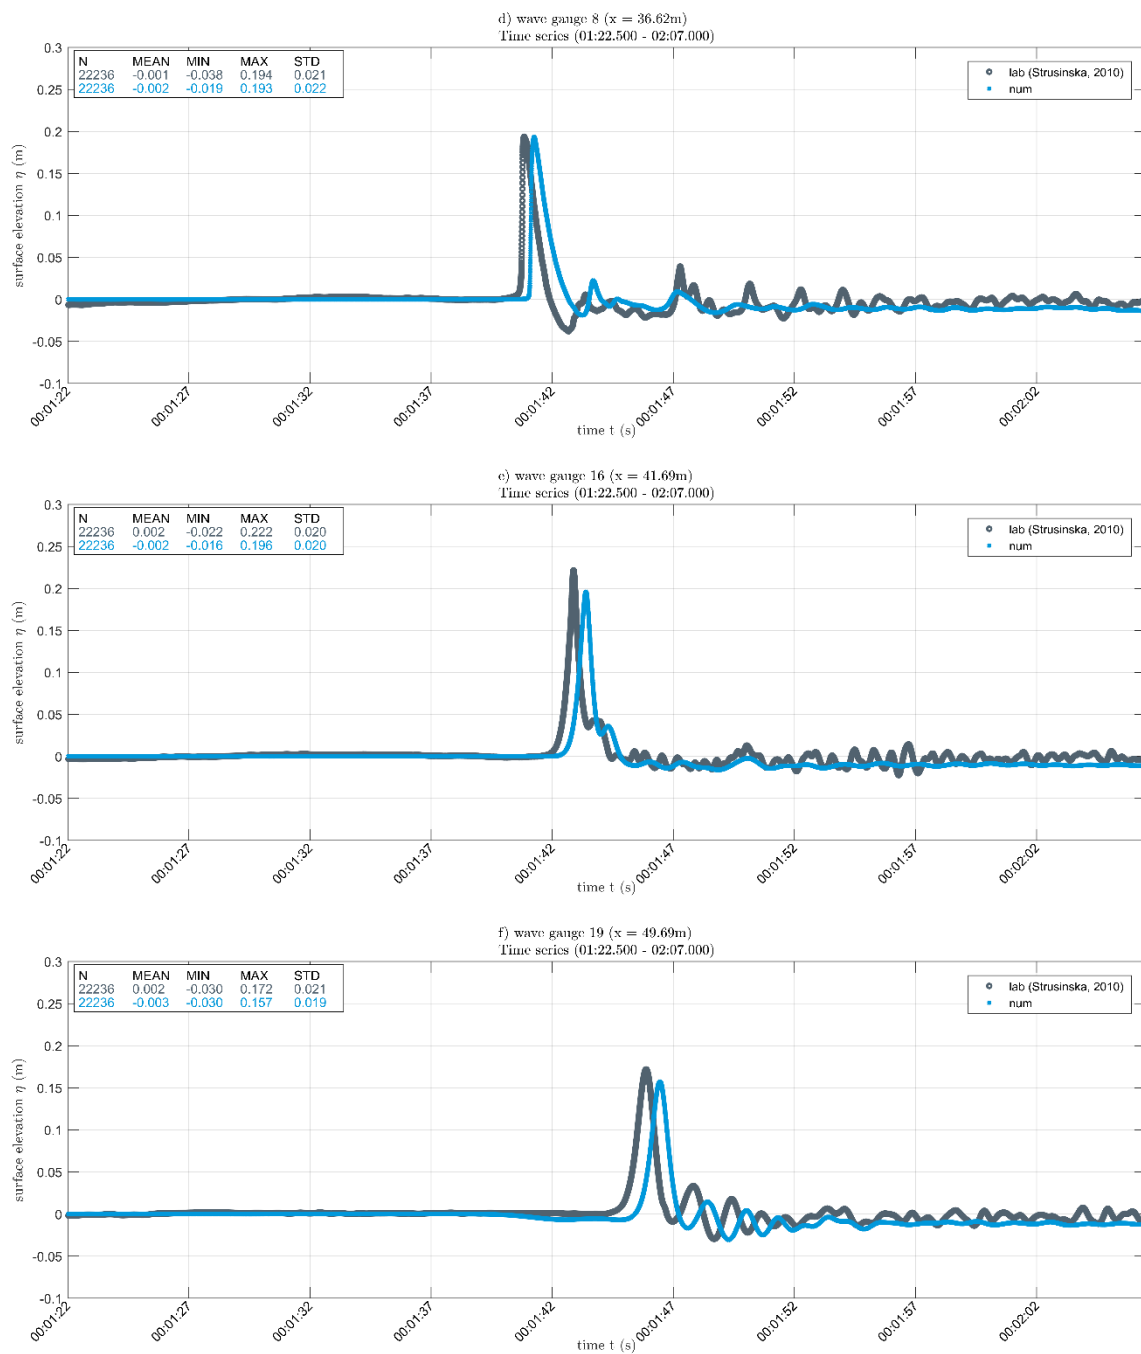 d) wave gauge 8 (x = 36.62m)
Time series (01:22.500 - 02:07.000)
0.3
N MEAN MIN MAX STD
22236 -0.001 -0.038 0.194 0.021
22236 -0.002 -0.019 0.193 0.022
lab (Strusinska, 2010)
num
0.25
0.2
0.15
0.1
0.05
0
-0.05
-0.1
surface elevation η (m)
00:01:22 00:01:27 00:01:32 00:01:37 00:01:42 00:01:47 00:01:52 00:01:57 00:02:02
time t (s)
e) wave gauge 16 (x = 41.69m)
Time series (01:22.500 - 02:07.000)
0.3
N MEAN MIN MAX STD
22236 0.002 -0.022 0.222 0.020
22236 -0.002 -0.016 0.196 0.020
lab (Strusinska, 2010)
num
0.25
0.2
0.15
0.1
0.05
0
-0.05
-0.1
surface elevation η (m)
00:01:22 00:01:27 00:01:32 00:01:37 00:01:42 00:01:47 00:01:52 00:01:57 00:02:02
time t (s)
f) wave gauge 19 (x = 49.69m)
Time series (01:22.500 - 02:07.000)
0.3
N MEAN MIN MAX STD
22236 0.002 -0.030 0.172 0.021
22236 -0.003 -0.030 0.157 0.019
lab (Strusinska, 2010)
num
0.25
0.2
0.15
0.1
0.05
0
-0.05
-0.1
surface elevation η (m)
00:01:22 00:01:27 00:01:32 00:01:37 00:01:42 00:01:47 00:01:52 00:01:57 00:02:02
time t (s)